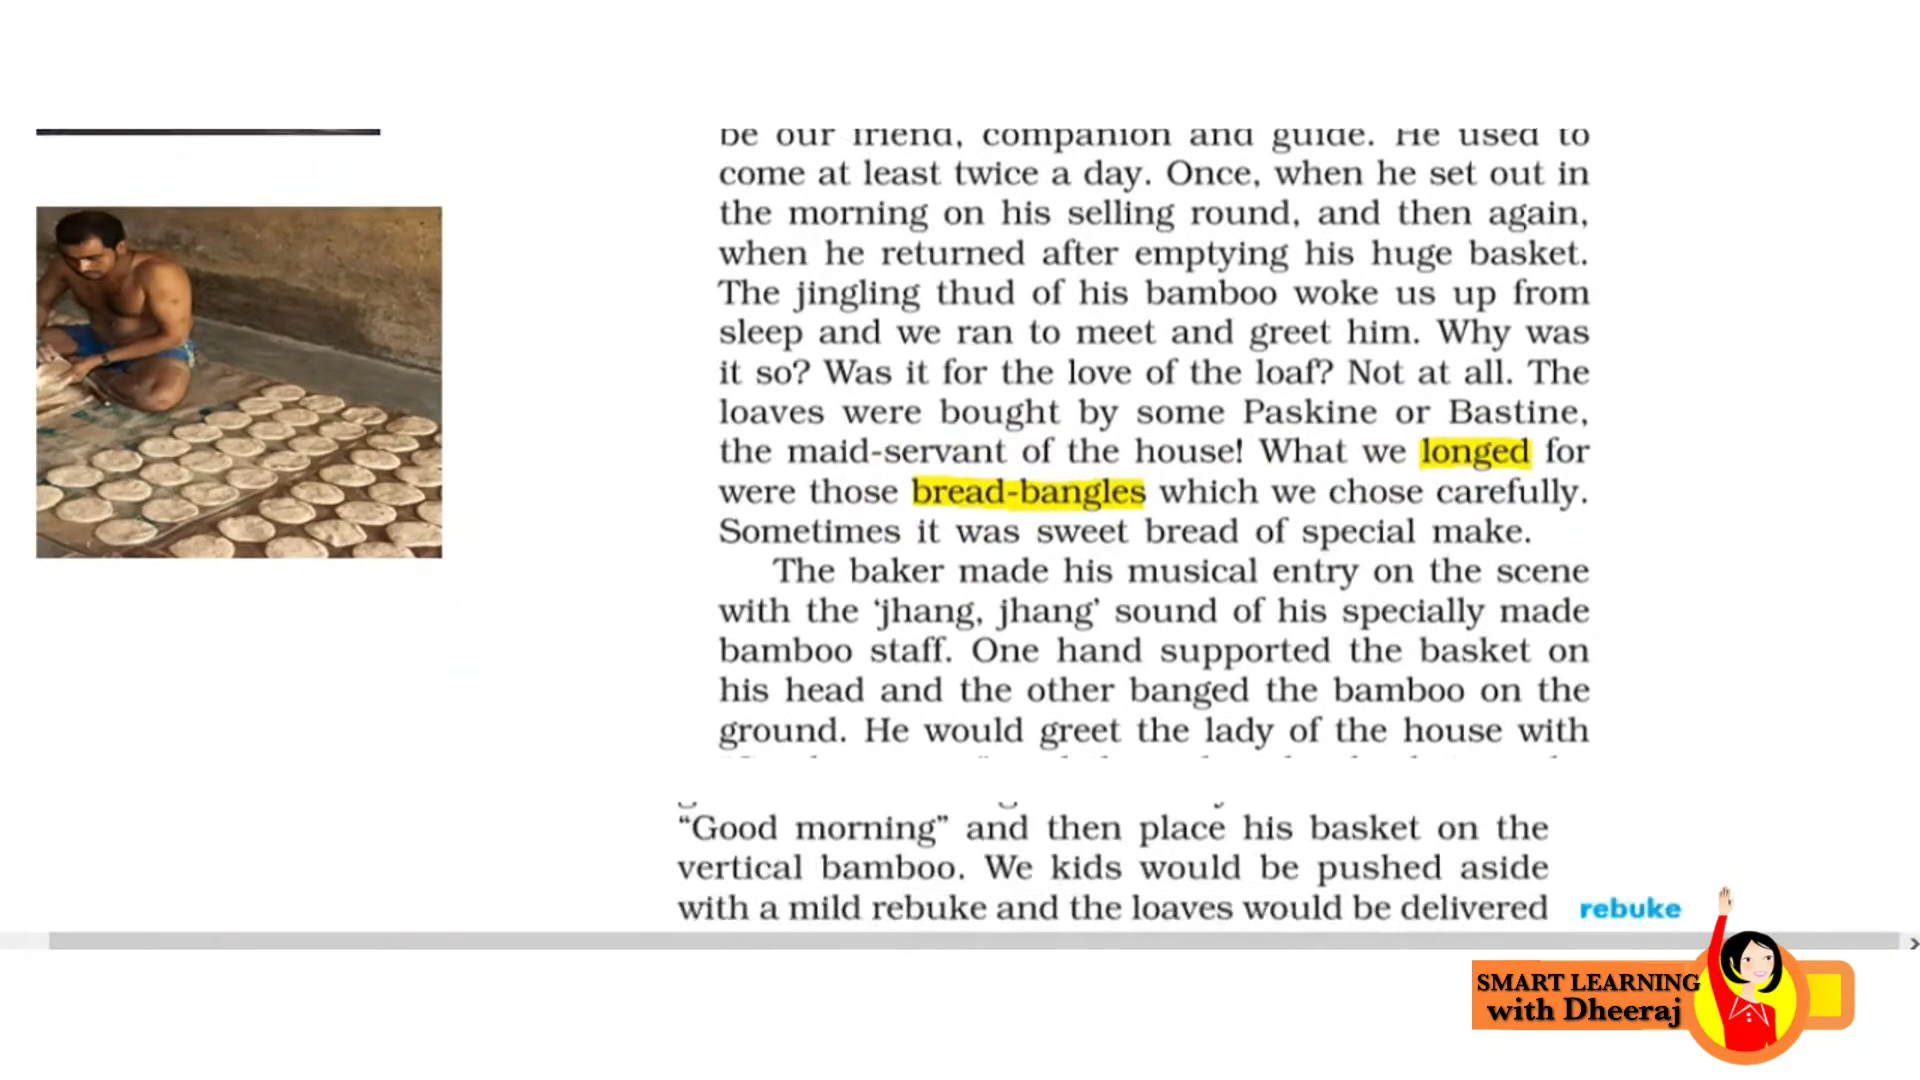 be our friend, companion and guide. He used to
come at least twice a day. Once, when he set out in
the morning on his selling round, and then again,
when he returned after emptying his huge basket.
The jingling thud of his bamboo woke us up from
sleep and we ran to meet and greet him. Why was
it so? Was it for the love of the loaf? Not at all. The
loaves were bought by some Paskine or Bastine,
the maid-servant of the house! What we longed for
were those bread-bangles which we chose carefully.
Sometimes it was sweet bread of special make.
The baker made his musical entry on the scene
with the ‘jhang, jhang’ sound of his specially made
bamboo staff. One hand supported the basket on
his head and the other banged the bamboo on the
ground. He would greet the lady of the house with
“Good morning” and then place his basket on the
vertical bamboo. We kids would be pushed aside
with a mild rebuke and the loaves would be delivered
rebuke
SMART LEARNING
with Dheeraj